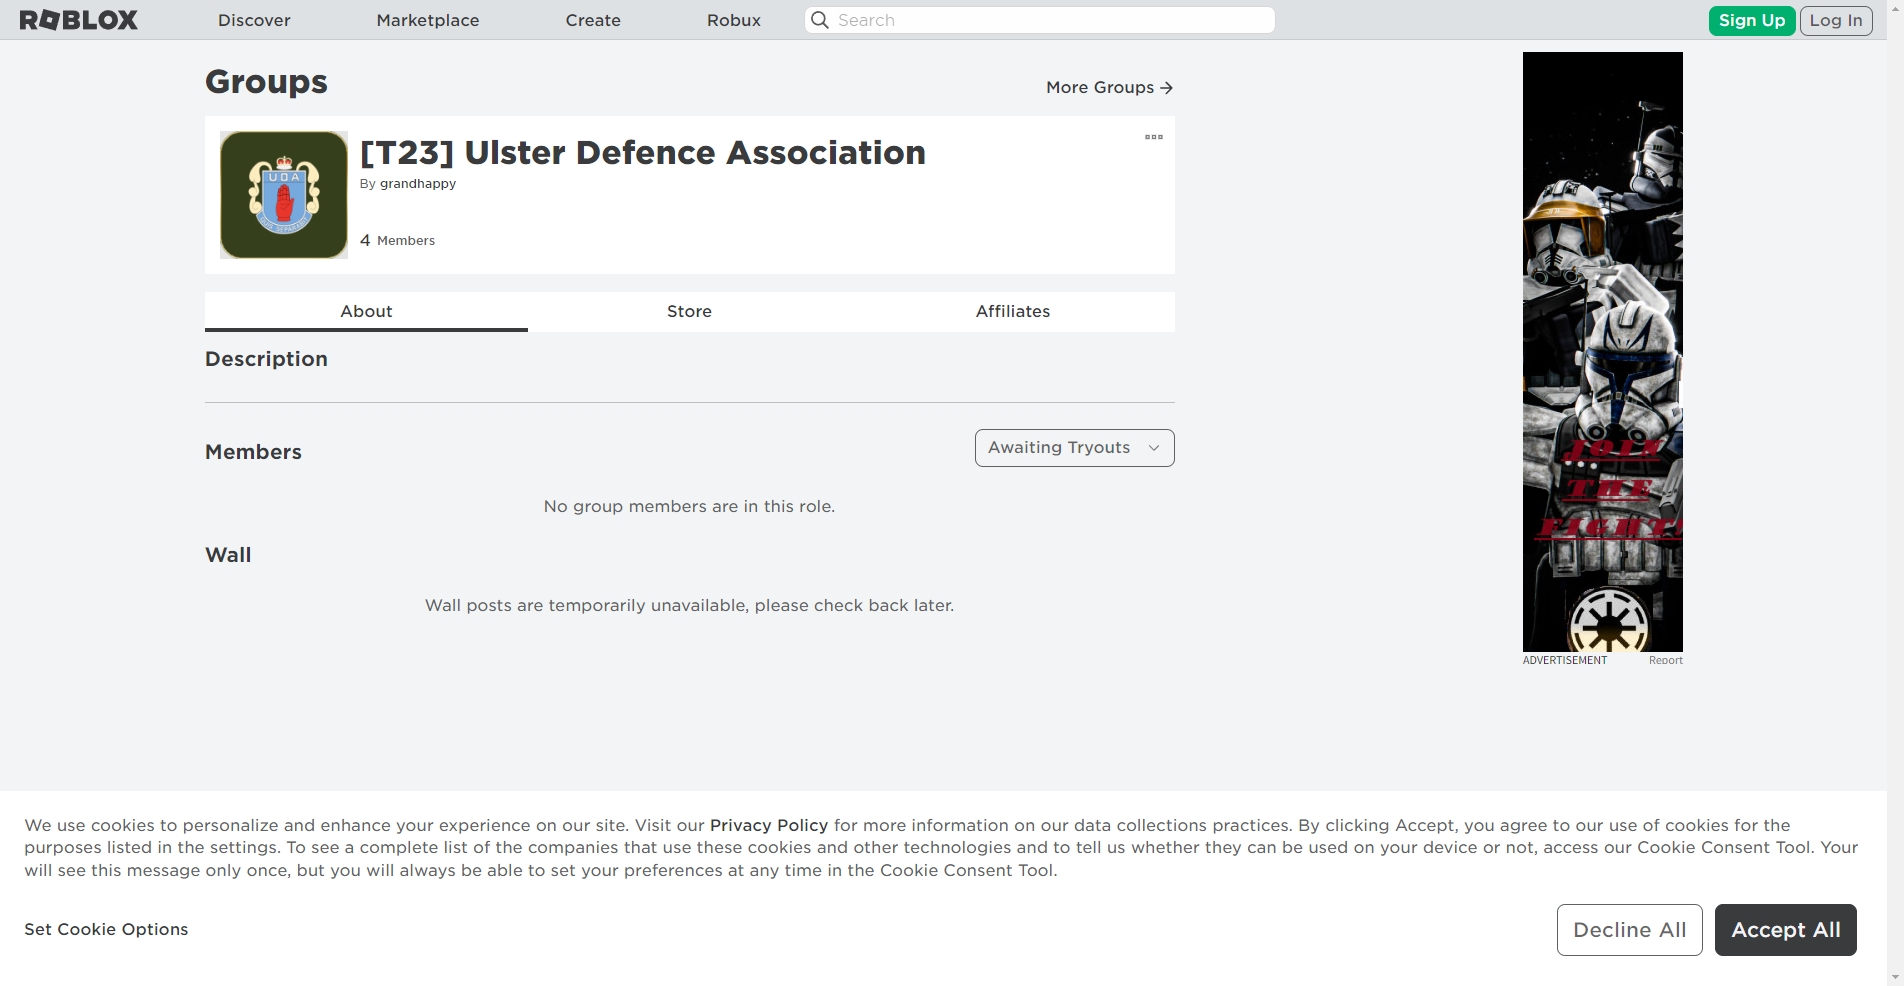 ROBLOX Discover Marketplace Create Robux Search Sign Up Log In
Groups
More Groups
UDA
[T23] Ulster Defence Association
By grandhappy
4 Members
About Store Affiliates
Description
Members
Awaiting Tryouts
No group members are in this role.
Wall
Wall posts are temporarily unavailable, please check back later.
JOIN
THE
FIGHT!
ADVERTISEMENT Report
We use cookies to personalize and enhance your experience on our site. Visit our Privacy Policy for more information on our data collections practices. By clicking Accept, you agree to our use of cookies for the
purposes listed in the settings. To see a complete list of the companies that use these cookies and other technologies and to tell us whether they can be used on your device or not, access our Cookie Consent Tool. Your
will see this message only once, but you will always be able to set your preferences at any time in the Cookie Consent Tool.
Set Cookie Options
Decline All
Accept All